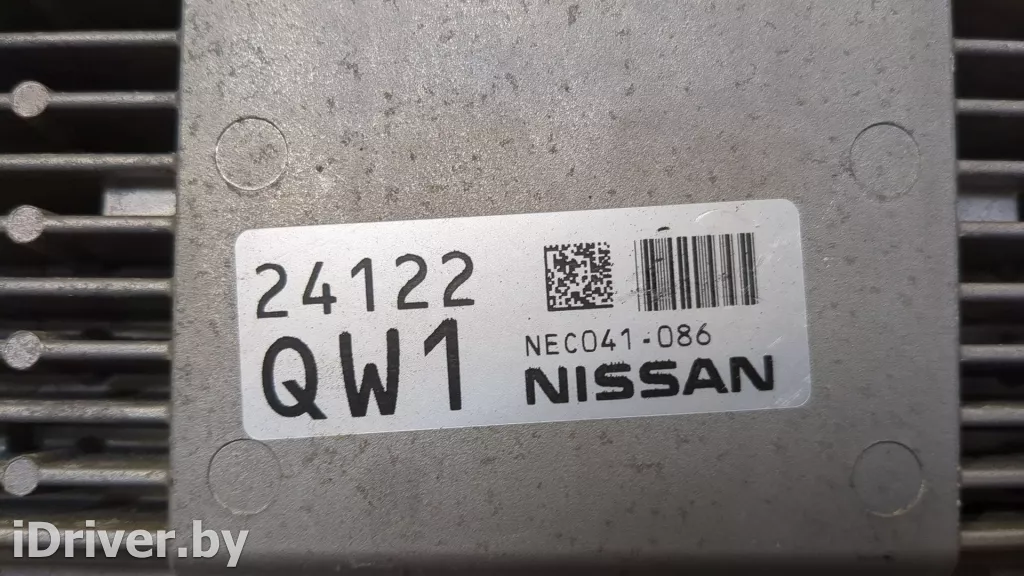 24122
QW1
NEC041-086
NISSAN
iDriver.by